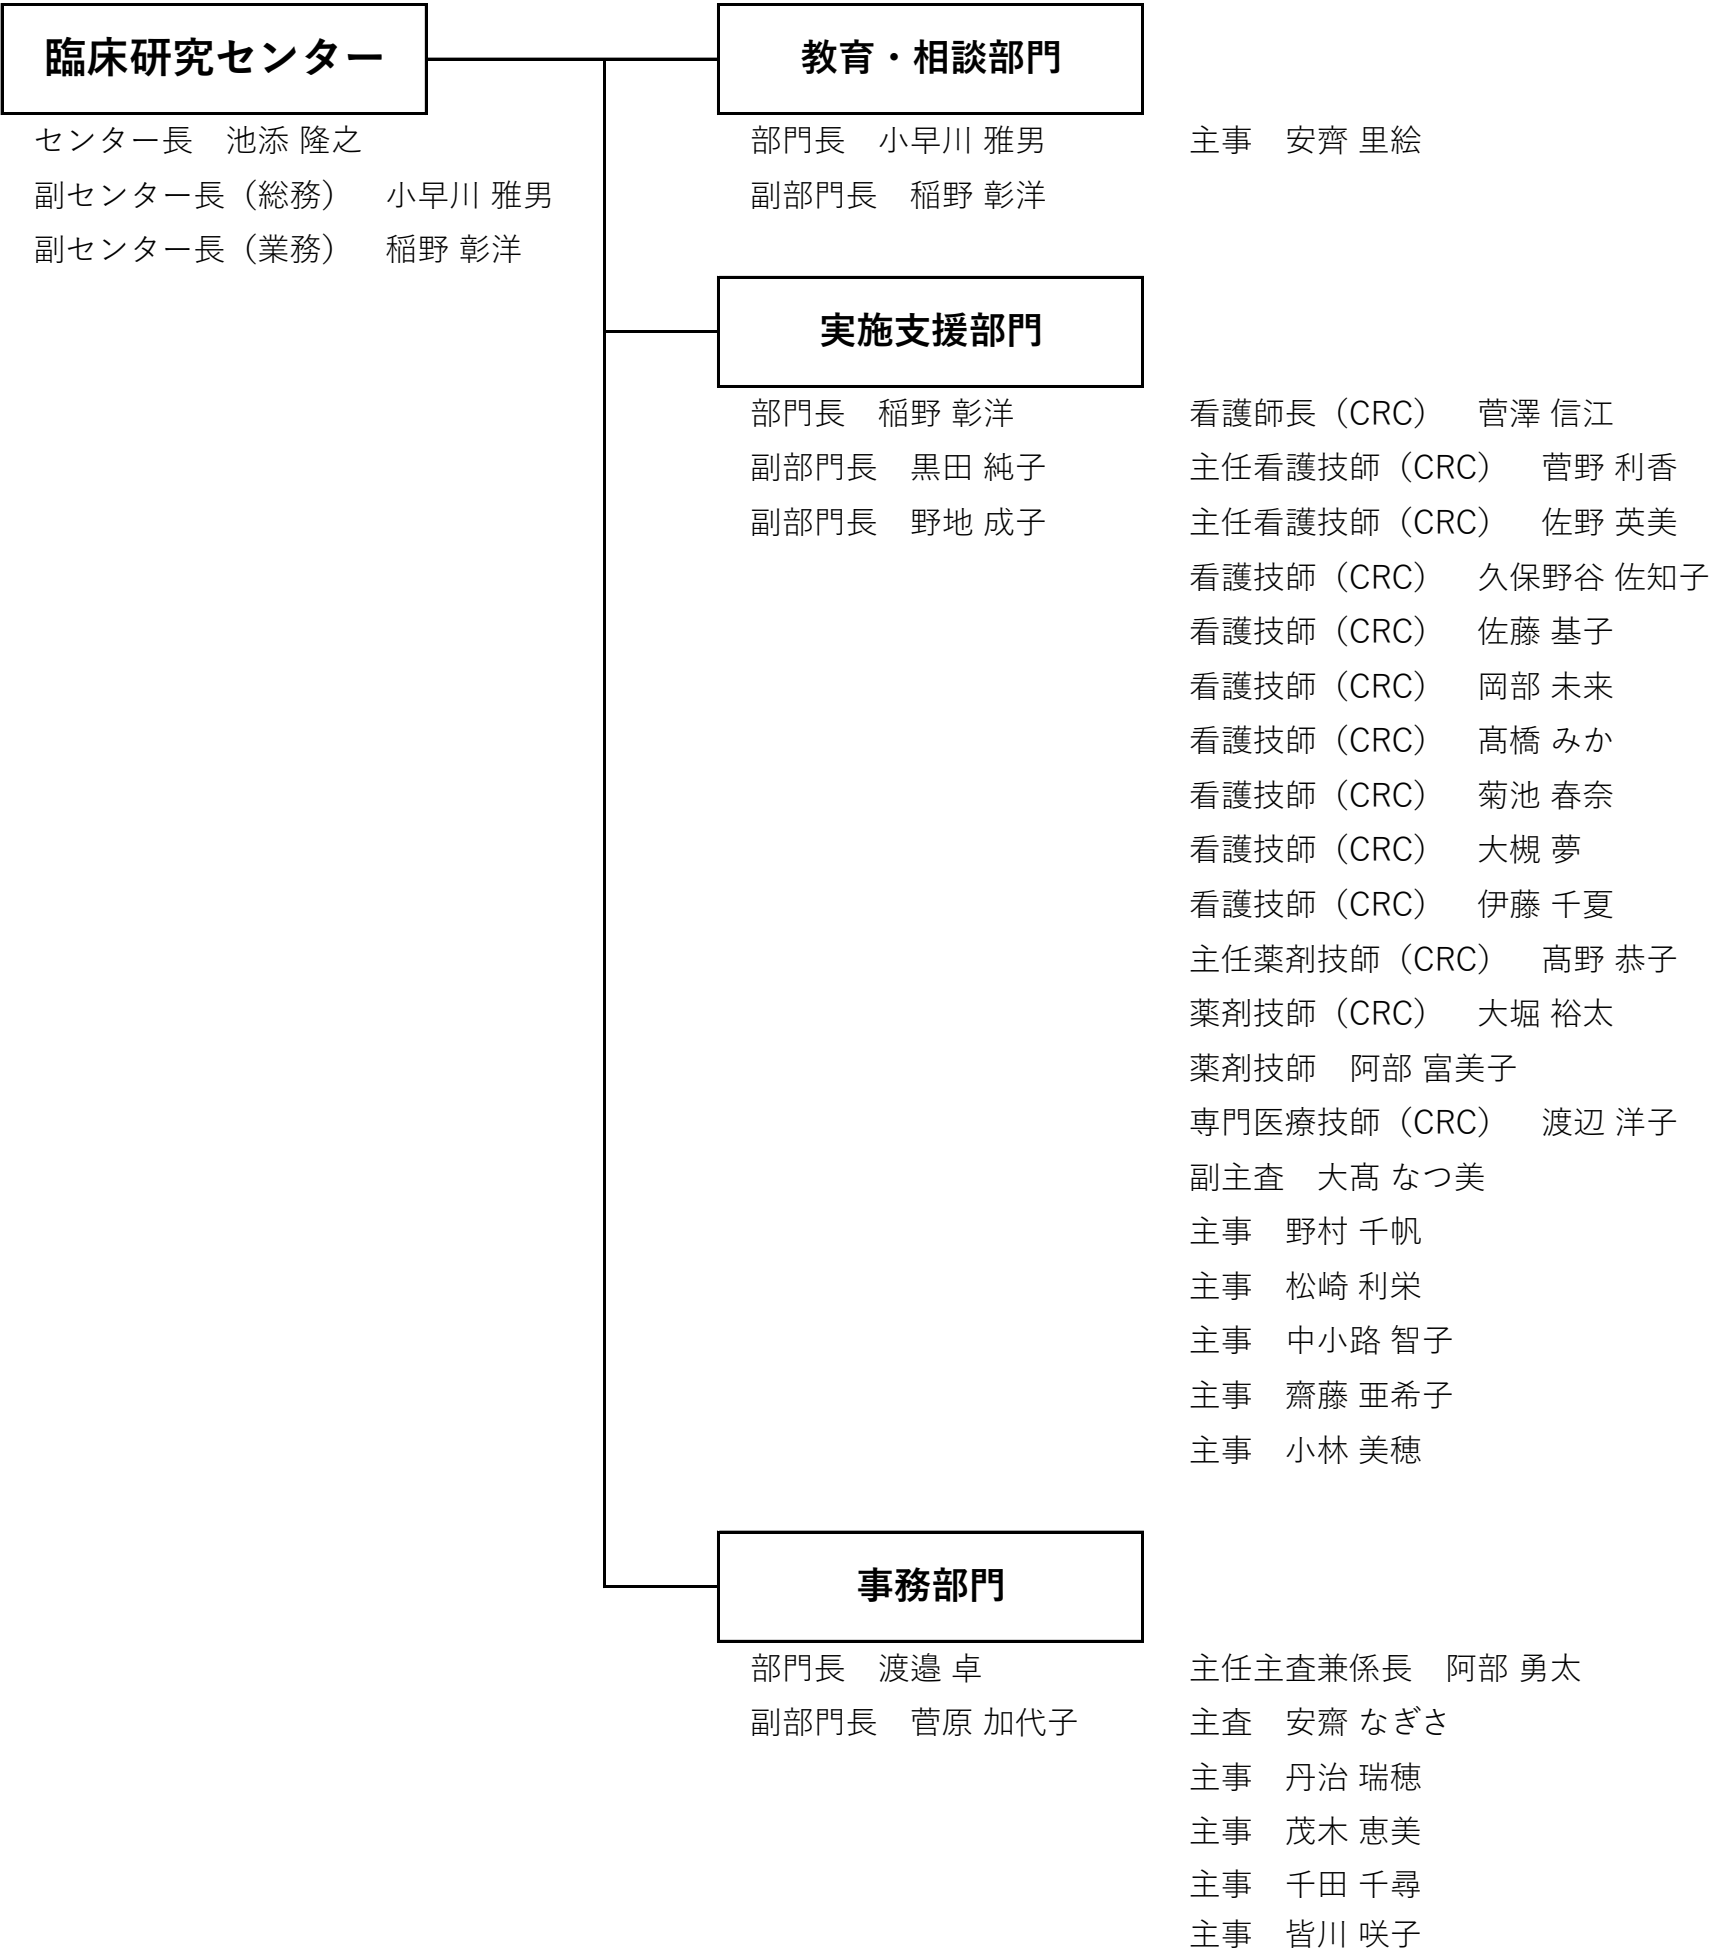 臨床研究センター
センター長　池添 隆之
副センター長（総務）　小早川 雅男
副センター長（業務）　稲野 彰洋
教育・相談部門
部門長　小早川 雅男
副部門長　稲野 彰洋
主事　安齊 里絵
実施支援部門
部門長　稲野 彰洋
副部門長　黒田 純子
副部門長　野地 成子
看護師長（CRC）　菅澤 信江
主任看護技師（CRC）　菅野 利香
主任看護技師（CRC）　佐野 英美
看護技師（CRC）　久保野谷 佐知子
看護技師（CRC）　佐藤 基子
看護技師（CRC）　岡部 未来
看護技師（CRC）　髙橋 みか
看護技師（CRC）　菊池 春奈
看護技師（CRC）　大槻 夢
看護技師（CRC）　伊藤 千夏
主任薬剤技師（CRC）　髙野 恭子
薬剤技師（CRC）　大堀 裕太
薬剤技師　阿部 富美子
専門医療技師（CRC）　渡辺 洋子
副主査　大髙 なつ美
主事　野村 千帆
主事　松崎 利栄
主事　中小路 智子
主事　齋藤 亜希子
主事　小林 美穂
事務部門
部門長　渡邉 卓
副部門長　菅原 加代子
主任主査兼係長　阿部 勇太
主査　安齋 なぎさ
主事　丹治 瑞穂
主事　茂木 恵美
主事　千田 千尋
主事　皆川 咲子